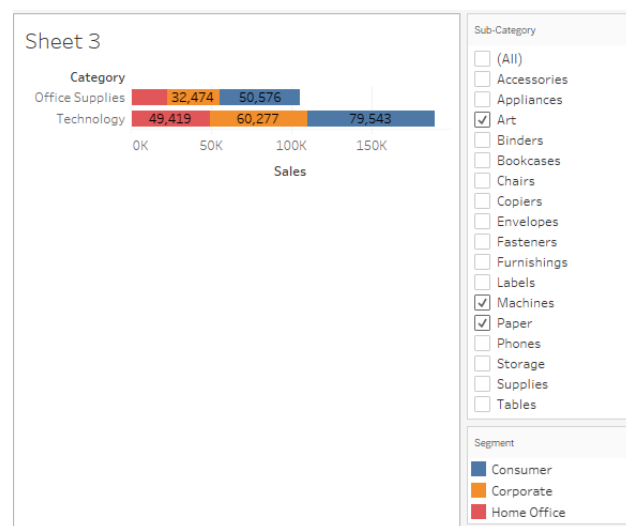 Sheet 3
Category
Office Supplies 32,474 50,576
Technology 49,419 60,277 79,543
0K 50K 100K 150K
Sales
Sub-Category
(All)
Accessories
Appliances
Art
Binders
Bookcases
Chairs
Copiers
Envelopes
Fasteners
Furnishings
Labels
Machines
Paper
Phones
Storage
Supplies
Tables
Segment
Consumer
Corporate
Home Office